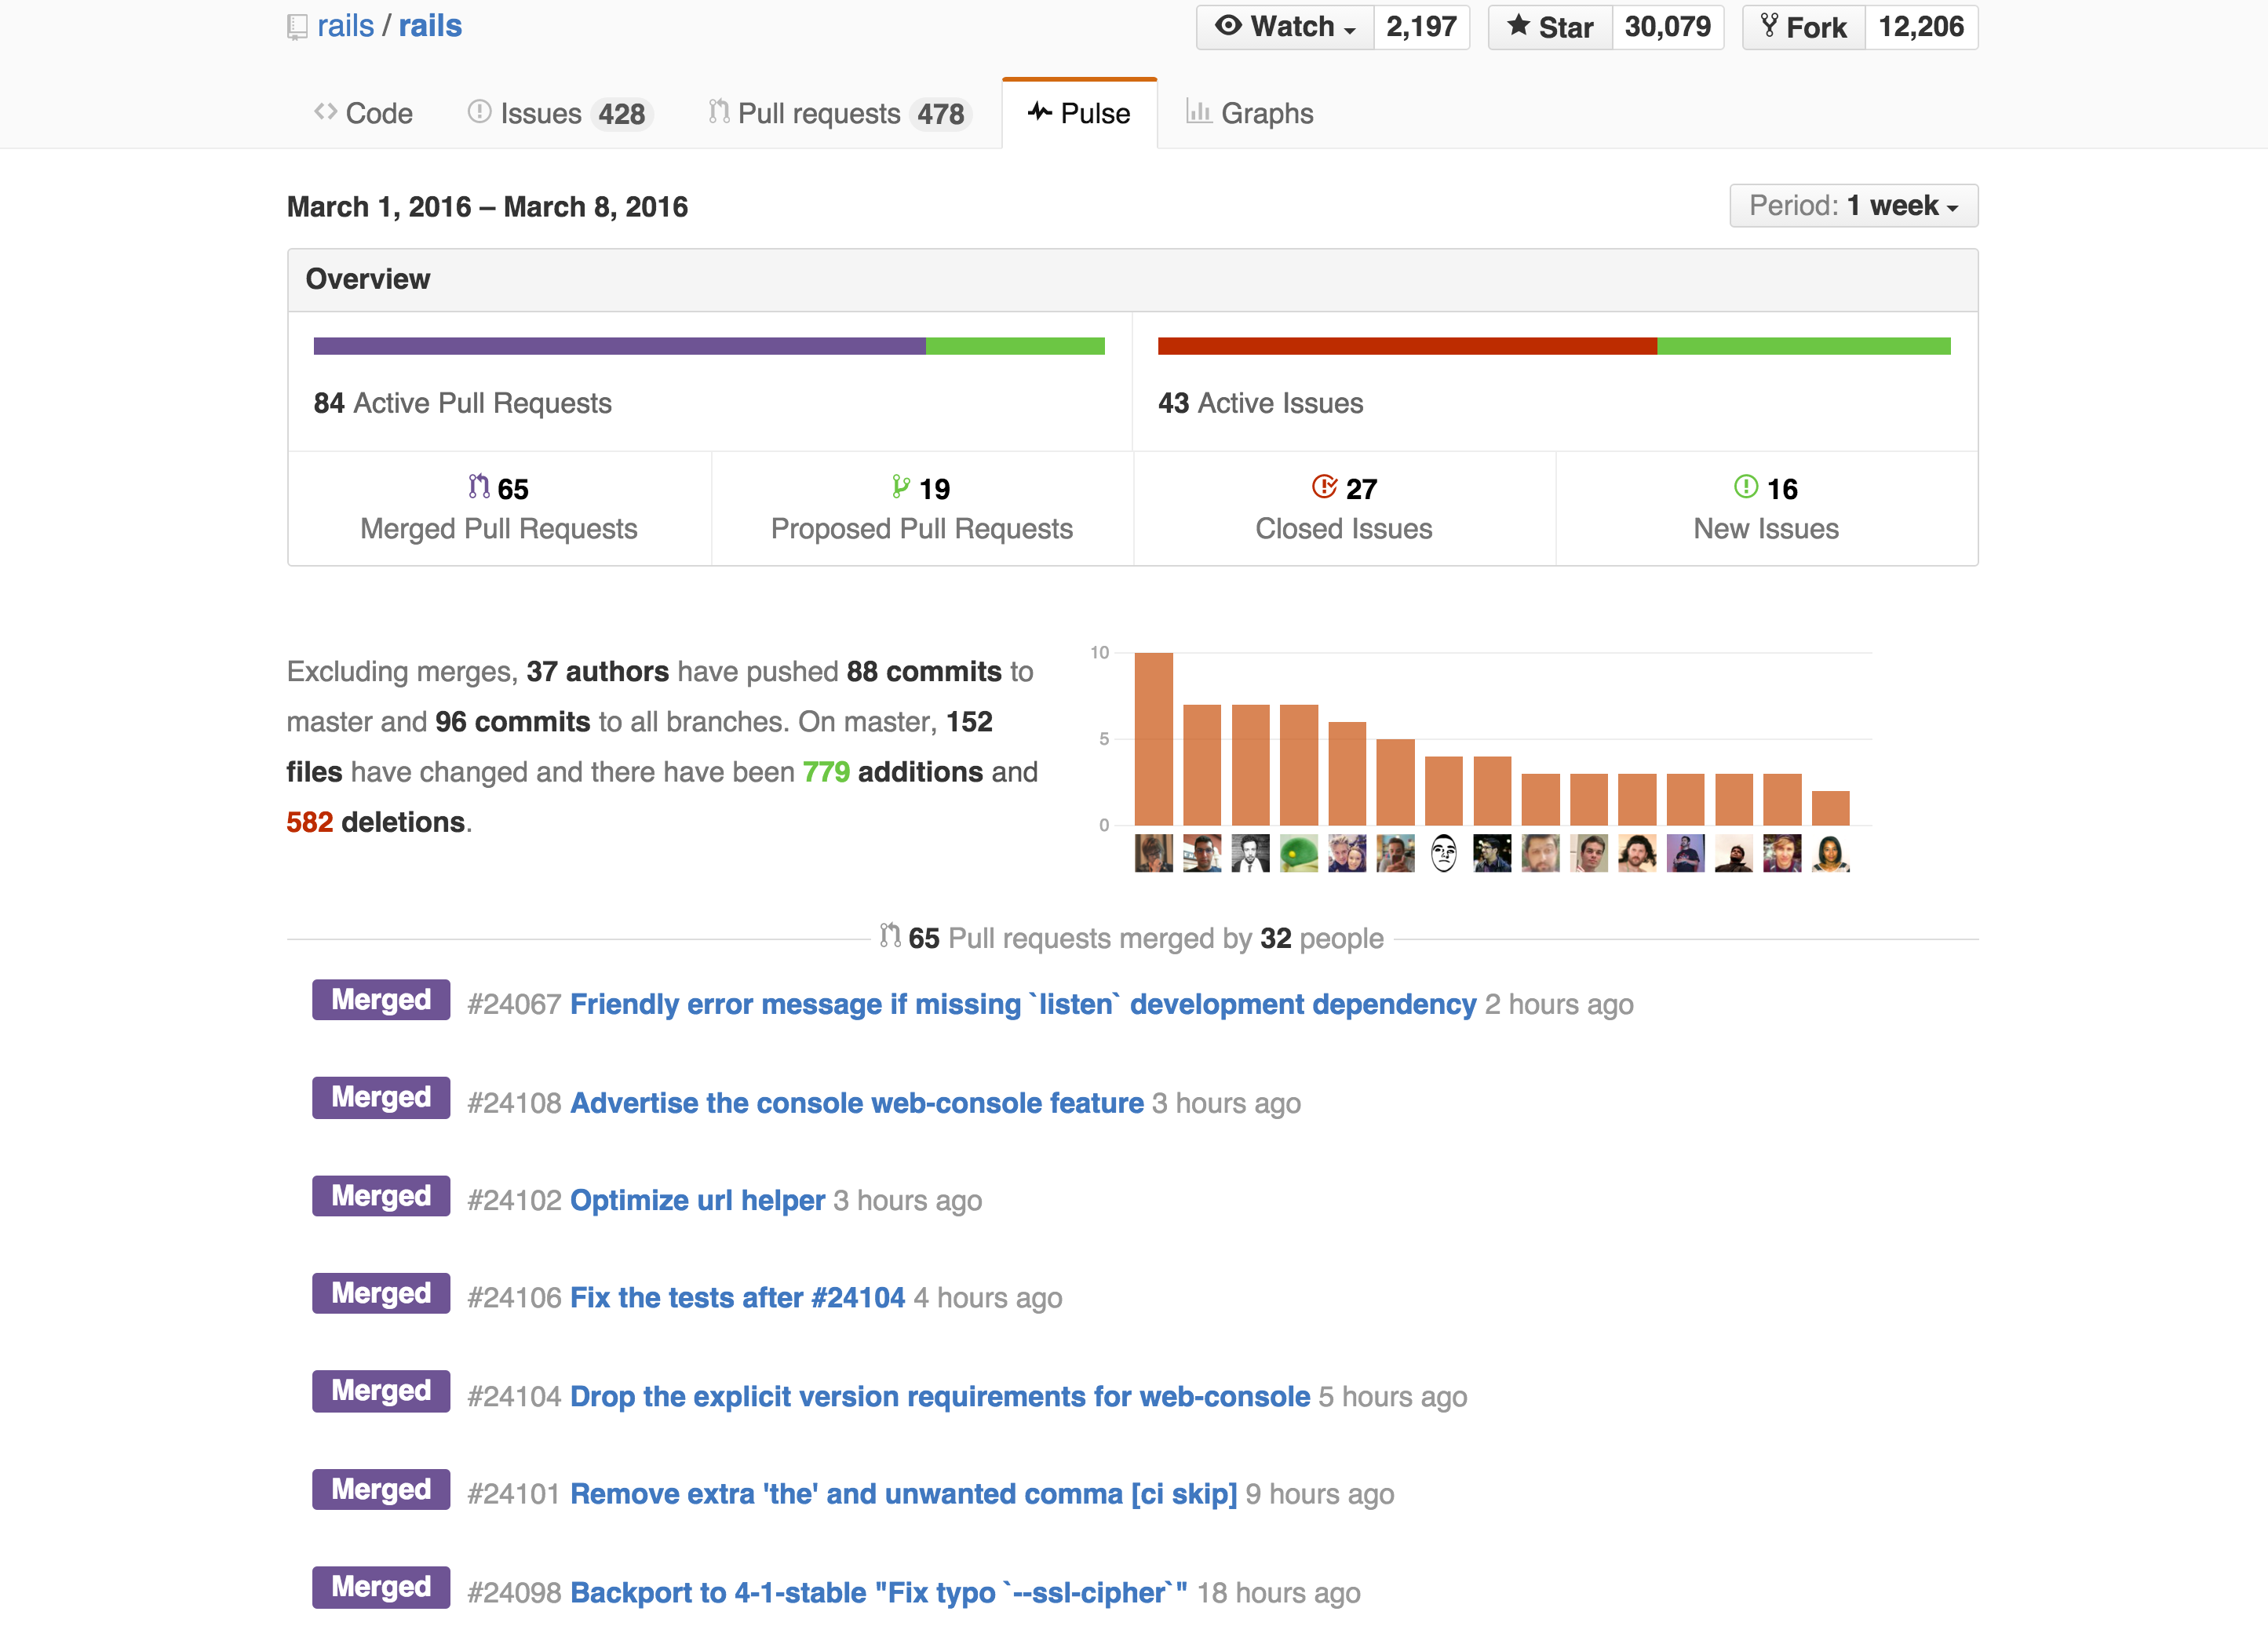 rails / rails
Watch 2,197 Star 30,079 Fork 12,206
Code Issues 428 Pull requests 478 Pulse Graphs
March 1, 2016 – March 8, 2016
Period: 1 week
Overview
84 Active Pull Requests
43 Active Issues
65
Merged Pull Requests
19
Proposed Pull Requests
27
Closed Issues
16
New Issues
Excluding merges, 37 authors have pushed 88 commits to
master and 96 commits to all branches. On master, 152
files have changed and there have been 779 additions and
582 deletions.
10
5
0
65 Pull requests merged by 32 people
Merged #24067 Friendly error message if missing `listen` development dependency 2 hours ago
Merged #24108 Advertise the console web-console feature 3 hours ago
Merged #24102 Optimize url helper 3 hours ago
Merged #24106 Fix the tests after #24104 4 hours ago
Merged #24104 Drop the explicit version requirements for web-console 5 hours ago
Merged #24101 Remove extra 'the' and unwanted comma [ci skip] 9 hours ago
Merged #24098 Backport to 4-1-stable "Fix typo `--ssl-cipher`" 18 hours ago